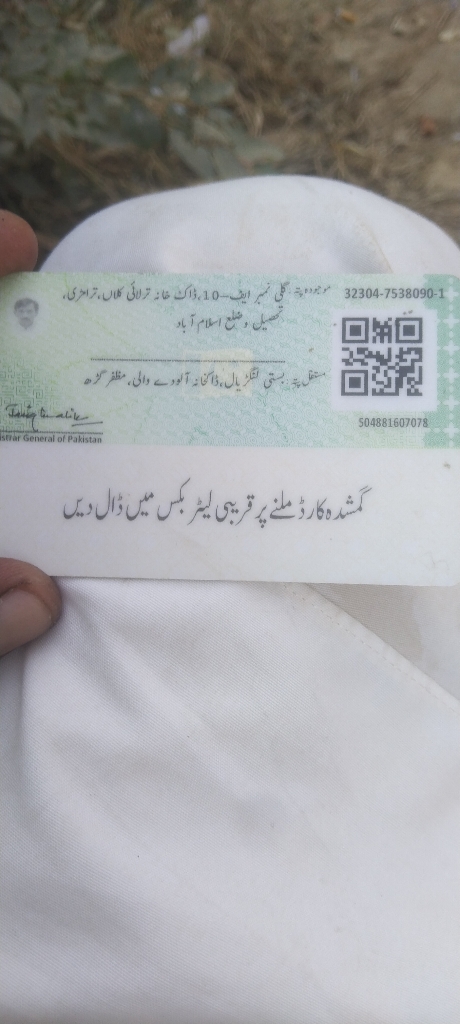 موجودہ پتہ: گلی نمبر ایف-10، ڈاک خانہ ترلائی کلاں، ترامڑی،
تحصیل و ضلع اسلام آباد
32304-7538090-1
مستقل پتہ: بستی لنگڑیال، ڈاکخانہ آلودے والی، مظفر گڑھ
504881607078
istrar General of Pakistan
گمشدہ کارڈ ملنے پر قریبی لیٹر بکس میں ڈال دیں